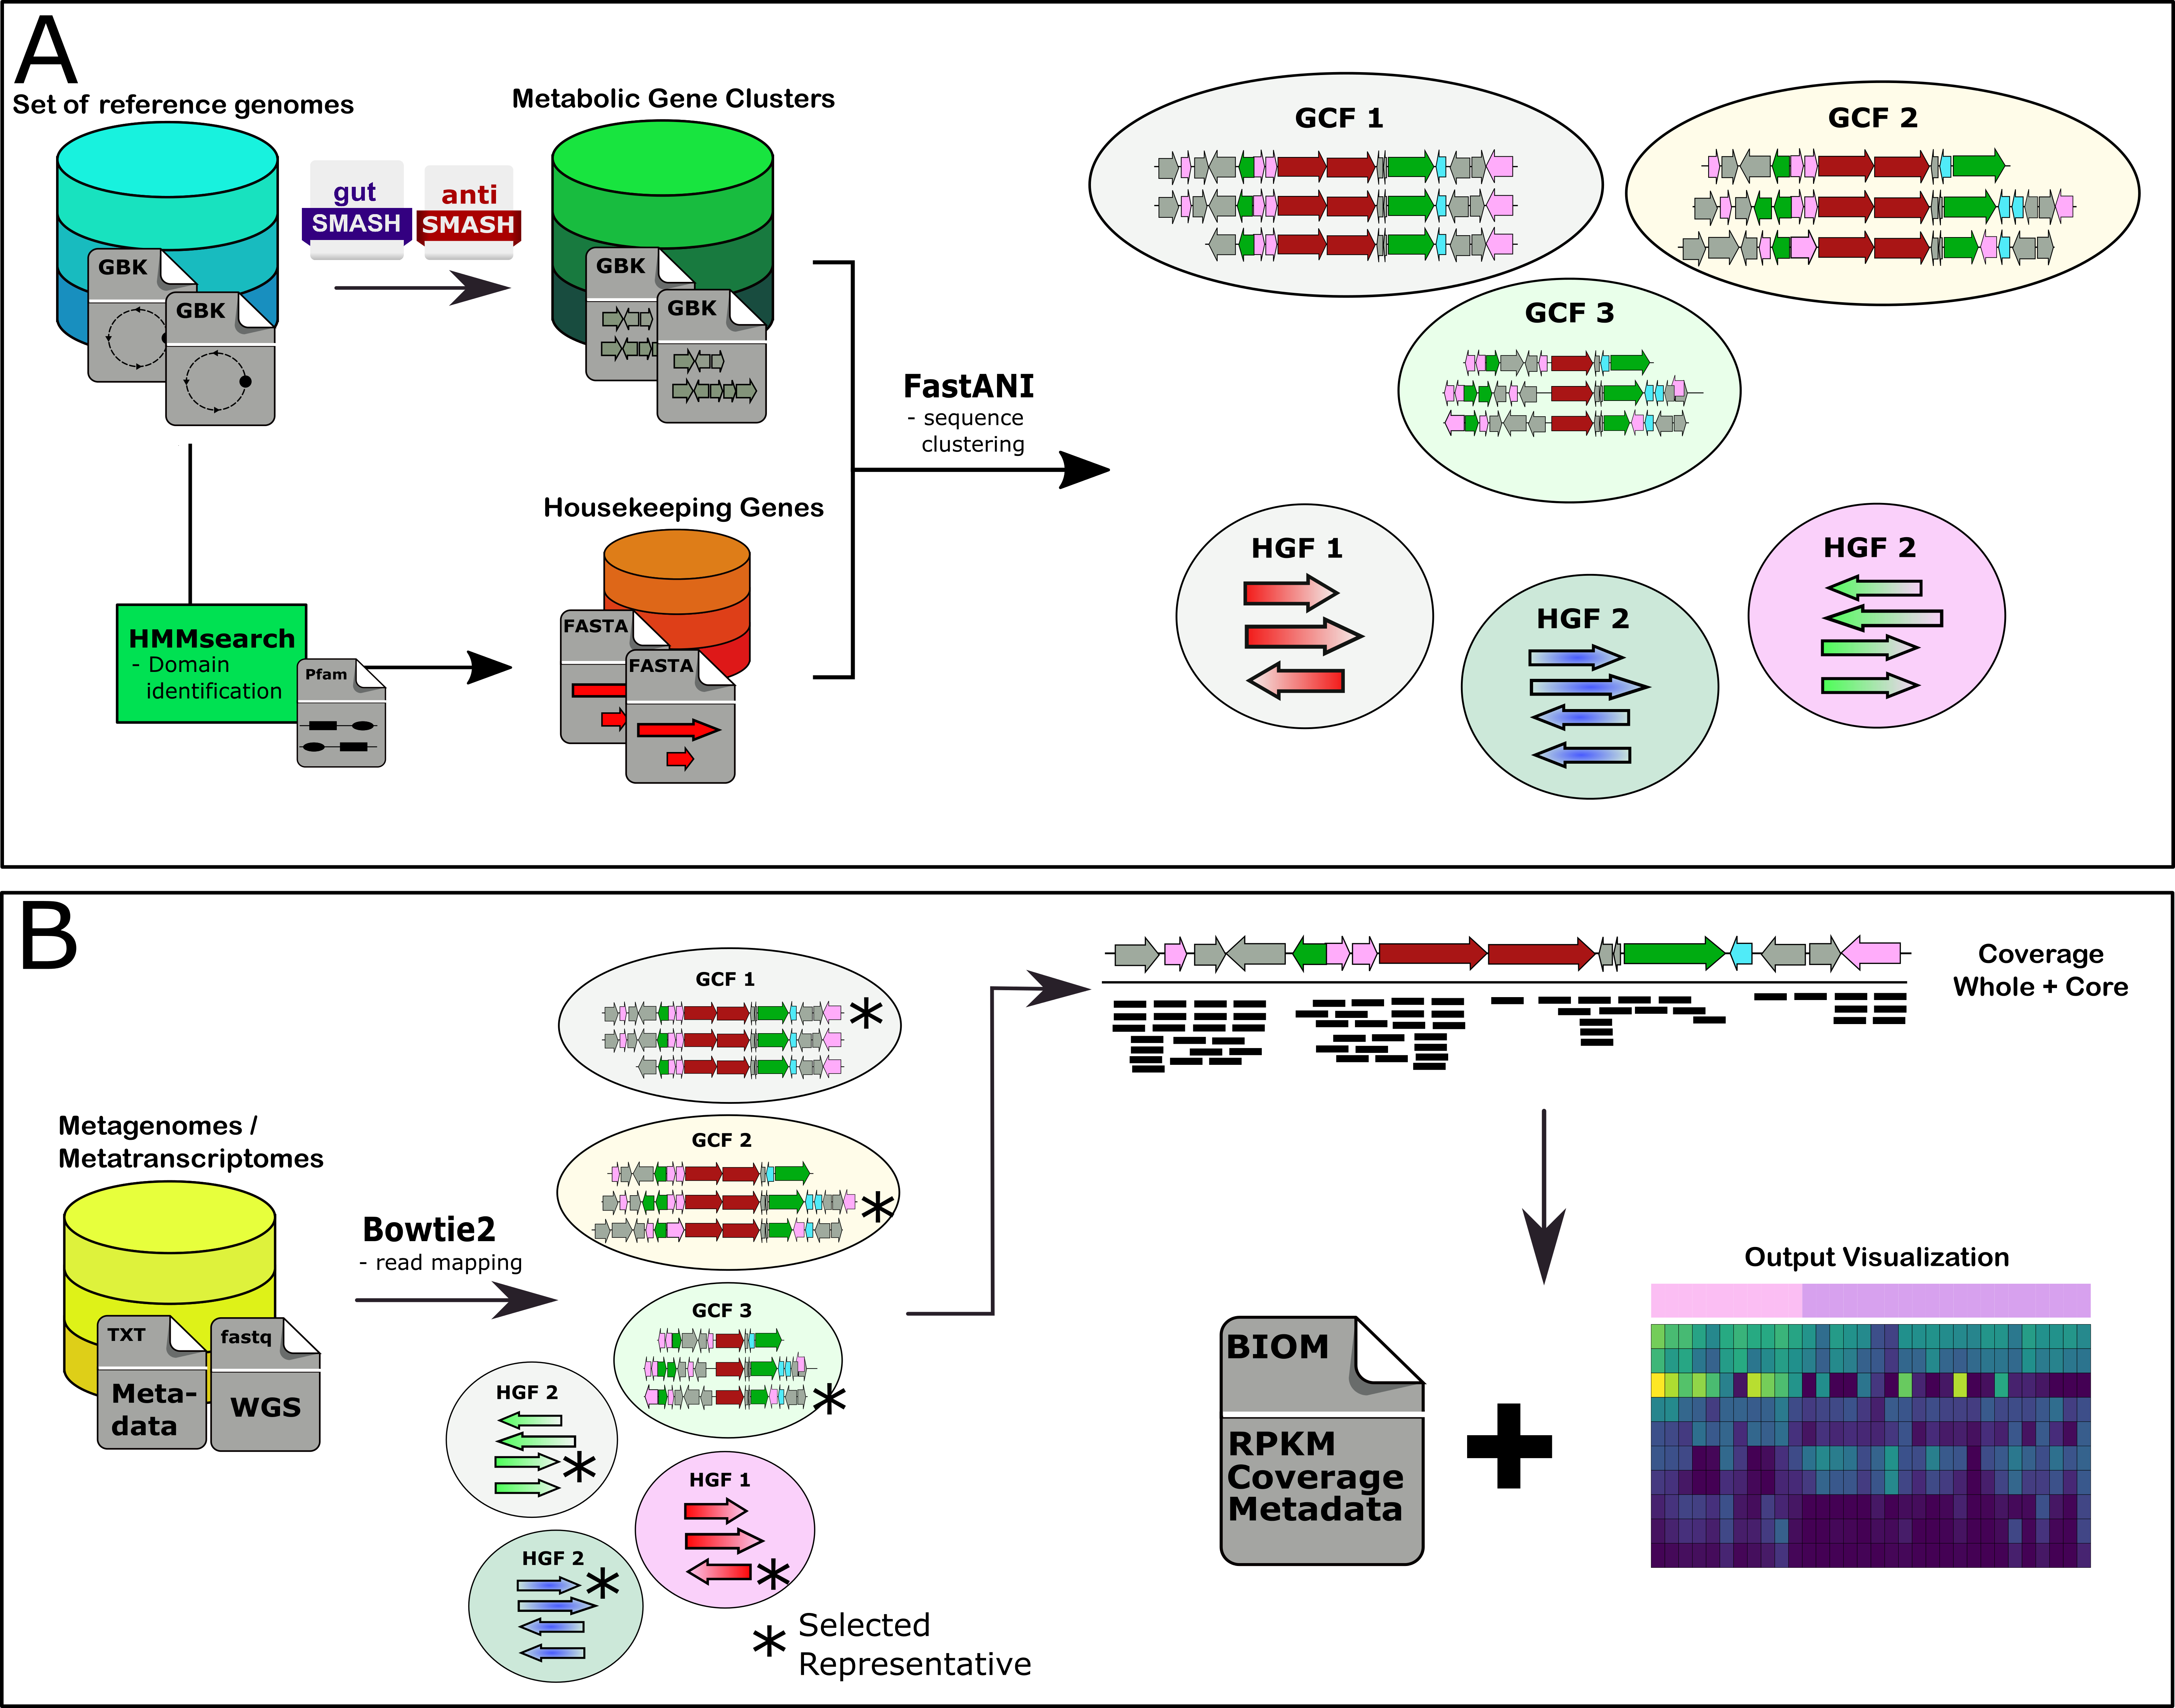 A
Set of reference genomes
Metabolic Gene Clusters
gut
SMASH
anti
SMASH
GBK
GBK
GBK
GBK
FastANI
- sequence
clustering
Housekeeping Genes
HMMsearch
- Domain
identification
Pfam
FASTA
FASTA
GCF 1
GCF 2
GCF 3
HGF 1
HGF 2
HGF 2
B
Metagenomes /
Metatranscriptomes
TXT
Meta-
data
fastq
WGS
Bowtie2
- read mapping
GCF 1
*
GCF 2
*
GCF 3
*
HGF 2
*
HGF 1
*
HGF 2
*
* Selected
Representative
Coverage
Whole + Core
BIOM
RPKM
Coverage
Metadata
Output Visualization